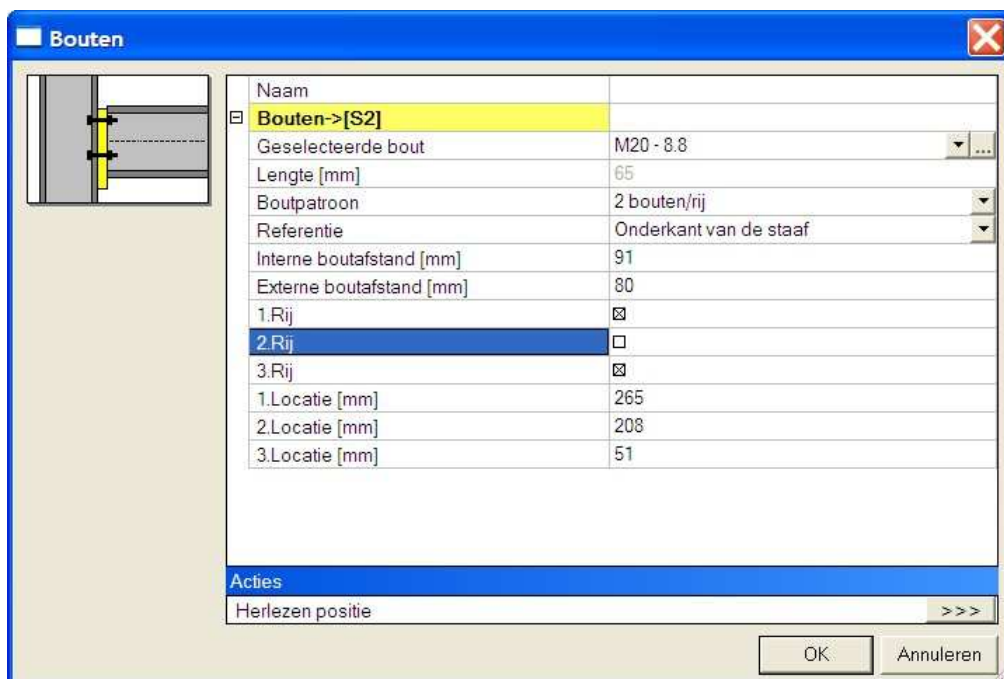 Bouten
Naam
Bouten->[S2]
Geselecteerde bout M20 - 8.8 ...
Lengte [mm] 65
Boutpatroon 2 bouten/rij
Referentie Onderkant van de staaf
Interne boutafstand [mm] 91
Externe boutafstand [mm] 80
1.Rij
2.Rij
3.Rij
1.Locatie [mm] 265
2.Locatie [mm] 208
3.Locatie [mm] 51
Acties
Herlezen positie >>>
OK Annuleren